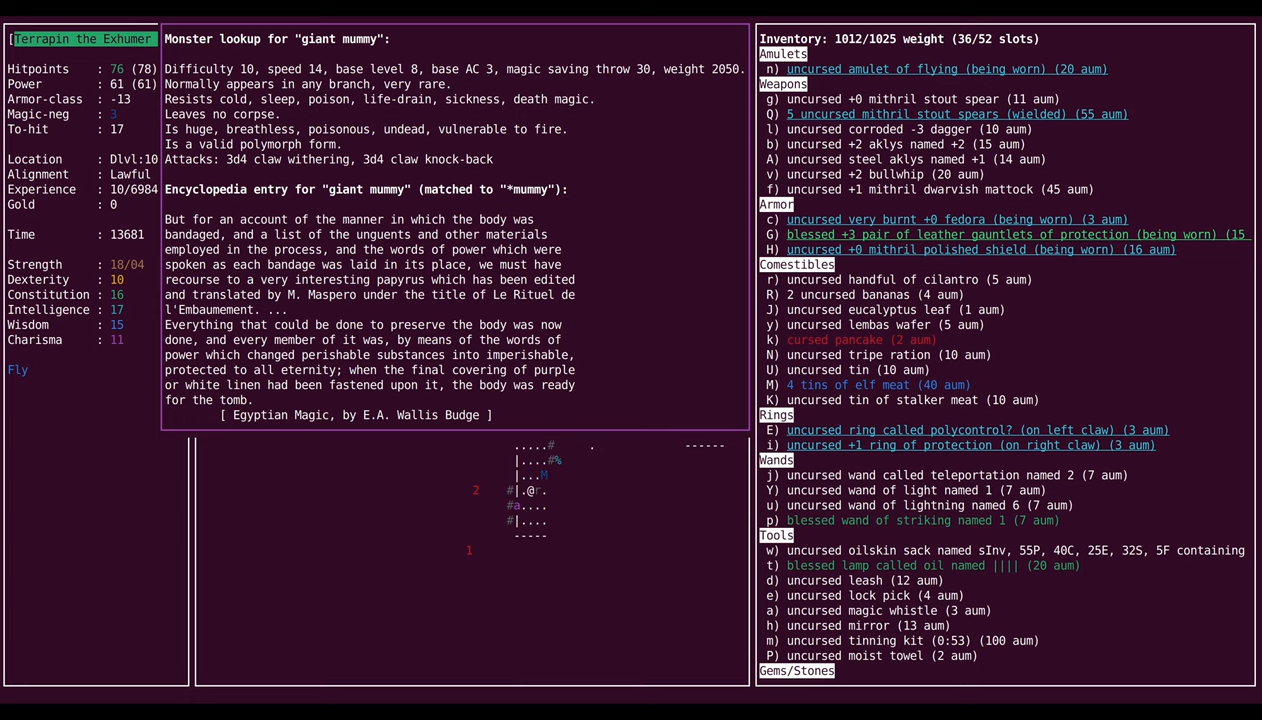 [Terrapin the Exhumer
Hitpoints : 76 (78)
Power : 61 (61)
Armor-class : -13
Magic-neg : 3
To-hit : 17
Location : Dlvl:10
Alignment : Lawful
Experience : 10/6984
Gold : 0
Time : 13681
Strength : 18/04
Dexterity : 10
Constitution : 16
Intelligence : 17
Wisdom : 15
Charisma : 11
Fly
Monster lookup for "giant mummy":
Difficulty 10, speed 14, base level 8, base AC 3, magic saving throw 30, weight 2050.
Normally appears in any branch, very rare.
Resists cold, sleep, poison, life-drain, sickness, death magic.
Leaves no corpse.
Is huge, breathless, poisonous, undead, vulnerable to fire.
Is a valid polymorph form.
Attacks: 3d4 claw withering, 3d4 claw knock-back
Encyclopedia entry for "giant mummy" (matched to "*mummy"):
But for an account of the manner in which the body was
bandaged, and a list of the unguents and other materials
employed in the process, and the words of power which were
spoken as each bandage was laid in its place, we must have
recourse to a very interesting papyrus which has been edited
and translated by M. Maspero under the title of Le Rituel de
l'Embaumement. ...
Everything that could be done to preserve the body was now
done, and every member of it was, by means of the words of
power which changed perishable substances into imperishable,
protected to all eternity; when the final covering of purple
or white linen had been fastened upon it, the body was ready
for the tomb.
[ Egyptian Magic, by E.A. Wallis Budge ]
.....# . ------
|....#%
|...M
2 #|.@r.
#a....
#|....
-----
1
Inventory: 1012/1025 weight (36/52 slots)
Amulets
n) uncursed amulet of flying (being worn) (20 aum)
Weapons
g) uncursed +0 mithril stout spear (11 aum)
Q) 5 uncursed mithril stout spears (wielded) (55 aum)
l) uncursed corroded -3 dagger (10 aum)
b) uncursed +2 aklys named +2 (15 aum)
A) uncursed steel aklys named +1 (14 aum)
v) uncursed +2 bullwhip (20 aum)
f) uncursed +1 mithril dwarvish mattock (45 aum)
Armor
c) uncursed very burnt +0 fedora (being worn) (3 aum)
G) blessed +3 pair of leather gauntlets of protection (being worn) (15
H) uncursed +0 mithril polished shield (being worn) (16 aum)
Comestibles
r) uncursed handful of cilantro (5 aum)
R) 2 uncursed bananas (4 aum)
J) uncursed eucalyptus leaf (1 aum)
y) uncursed lembas wafer (5 aum)
k) cursed pancake (2 aum)
N) uncursed tripe ration (10 aum)
U) uncursed tin (10 aum)
M) 4 tins of elf meat (40 aum)
K) uncursed tin of stalker meat (10 aum)
Rings
E) uncursed ring called polycontrol? (on left claw) (3 aum)
i) uncursed +1 ring of protection (on right claw) (3 aum)
Wands
j) uncursed wand called teleportation named 2 (7 aum)
Y) uncursed wand of light named 1 (7 aum)
u) uncursed wand of lightning named 6 (7 aum)
p) blessed wand of striking named 1 (7 aum)
Tools
w) uncursed oilskin sack named sInv, 55P, 40C, 25E, 32S, 5F containing
t) blessed lamp called oil named |||| (20 aum)
d) uncursed leash (12 aum)
e) uncursed lock pick (4 aum)
a) uncursed magic whistle (3 aum)
h) uncursed mirror (13 aum)
m) uncursed tinning kit (0:53) (100 aum)
P) uncursed moist towel (2 aum)
Gems/Stones